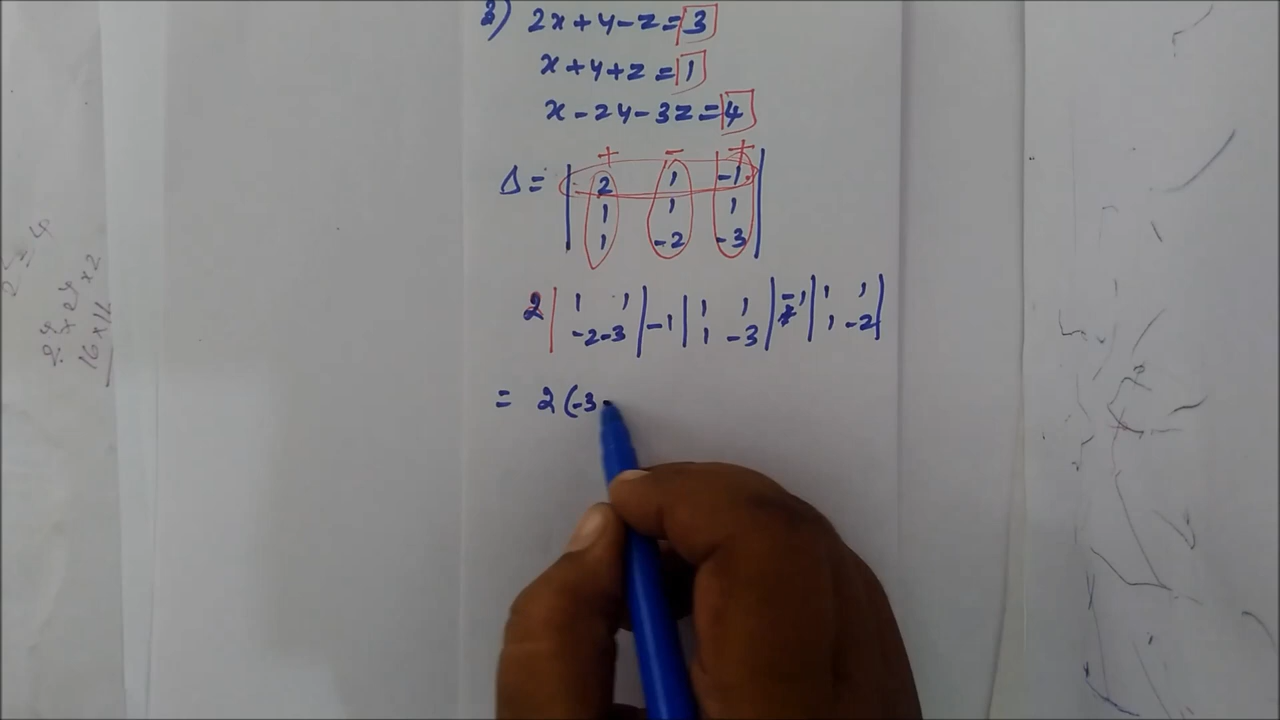 3) 2x+y-z=3
x+y+z=1
x-2y-3z=4
+ - +
Δ= | 2 1 -1 |
| 1 1 1 |
| 1 -2 -3 |
2 | 1 1 | -1 | 1 1 | -1 | 1 1 |
| -2 -3 | | 1 -3 | | 1 -2 |
= 2(-3-